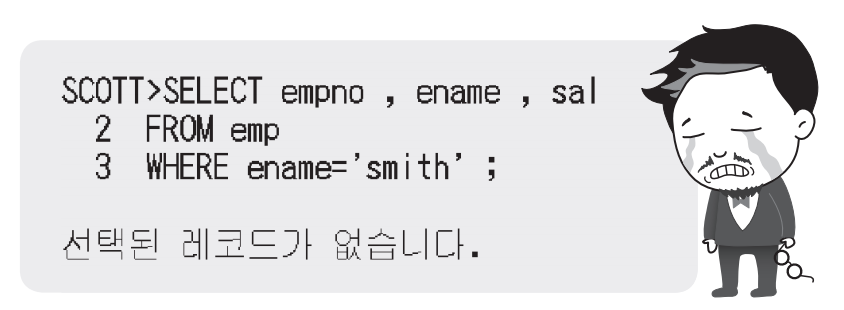 SCOTT>SELECT empno , ename , sal
2 FROM emp
3 WHERE ename='smith' ;
선택된 레코드가 없습니다.